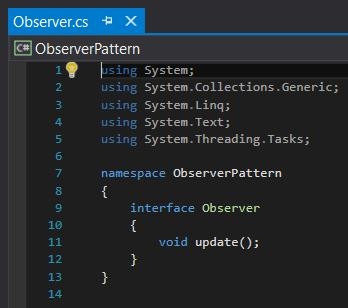 Observer.cs
C# ObserverPattern
1 using System;
2 using System.Collections.Generic;
3 using System.Linq;
4 using System.Text;
5 using System.Threading.Tasks;
6
7 namespace ObserverPattern
8 {
9 interface Observer
10 {
11 void update();
12 }
13 }
14